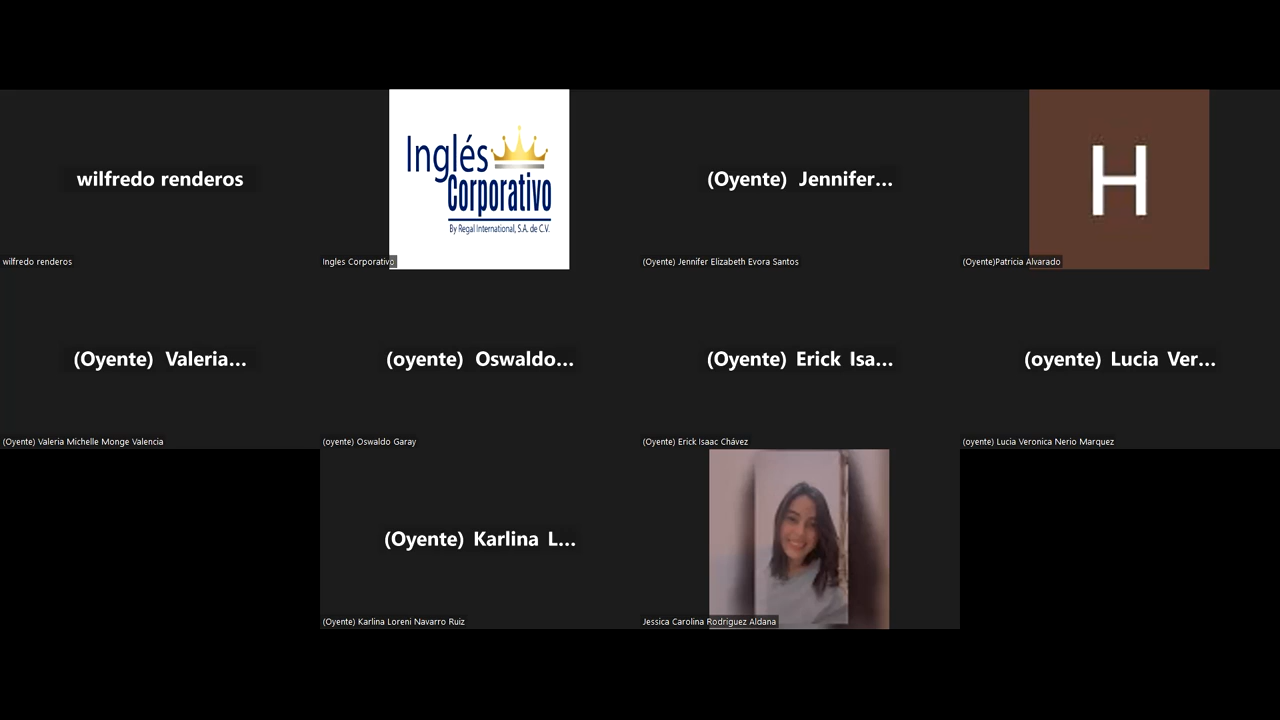 wilfredo renderos
wilfredo renderos
Inglés
Corporativo
By Regal International, S.A. de C.V.
Ingles Corporativo
(Oyente) Jennifer...
(Oyente) Jennifer Elizabeth Evora Santos
H
(Oyente)Patricia Alvarado
(Oyente) Valeria...
(Oyente) Valeria Michelle Monge Valencia
(oyente) Oswaldo...
(oyente) Oswaldo Garay
(Oyente) Erick Isa...
(Oyente) Erick Isaac Chávez
(oyente) Lucia Ver...
(oyente) Lucia Veronica Nerio Marquez
(Oyente) Karlina L...
(Oyente) Karlina Loreni Navarro Ruiz
Jessica Carolina Rodriguez Aldana